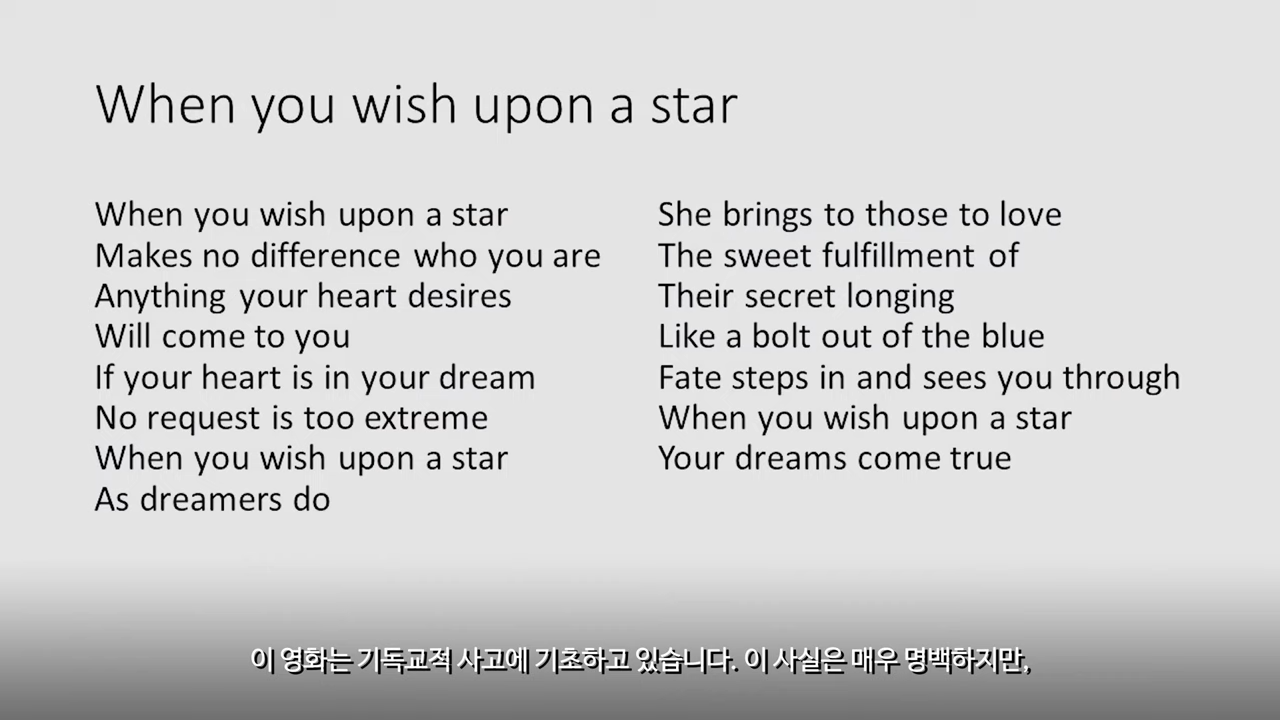 When you wish upon a star
When you wish upon a star
Makes no difference who you are
Anything your heart desires
Will come to you
If your heart is in your dream
No request is too extreme
When you wish upon a star
As dreamers do
She brings to those to love
The sweet fulfillment of
Their secret longing
Like a bolt out of the blue
Fate steps in and sees you through
When you wish upon a star
Your dreams come true
이 영화는 기독교적 사고에 기초하고 있습니다. 이 사실은 매우 명백하지만,